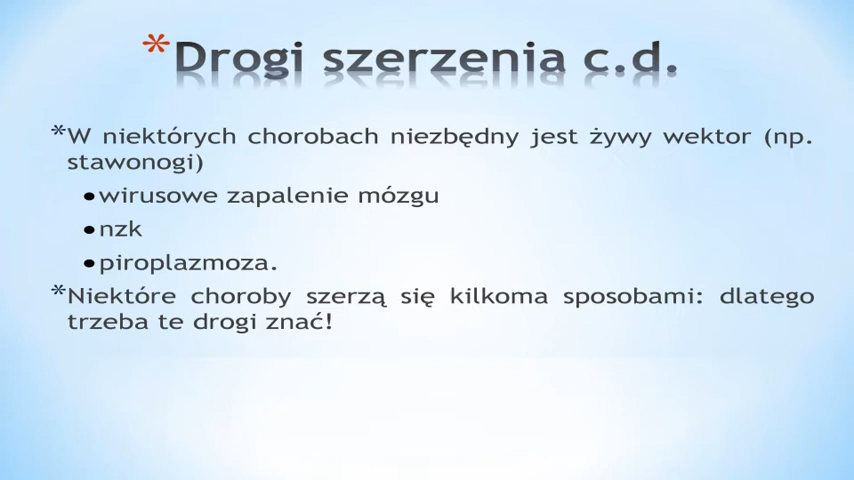 *Drogi szerzenia c.d.
*W niektórych chorobach niezbędny jest żywy wektor (np.
stawonogi)
•wirusowe zapalenie mózgu
•nzk
•piroplazmoza.
*Niektóre choroby szerzą się kilkoma sposobami: dlatego
trzeba te drogi znać!